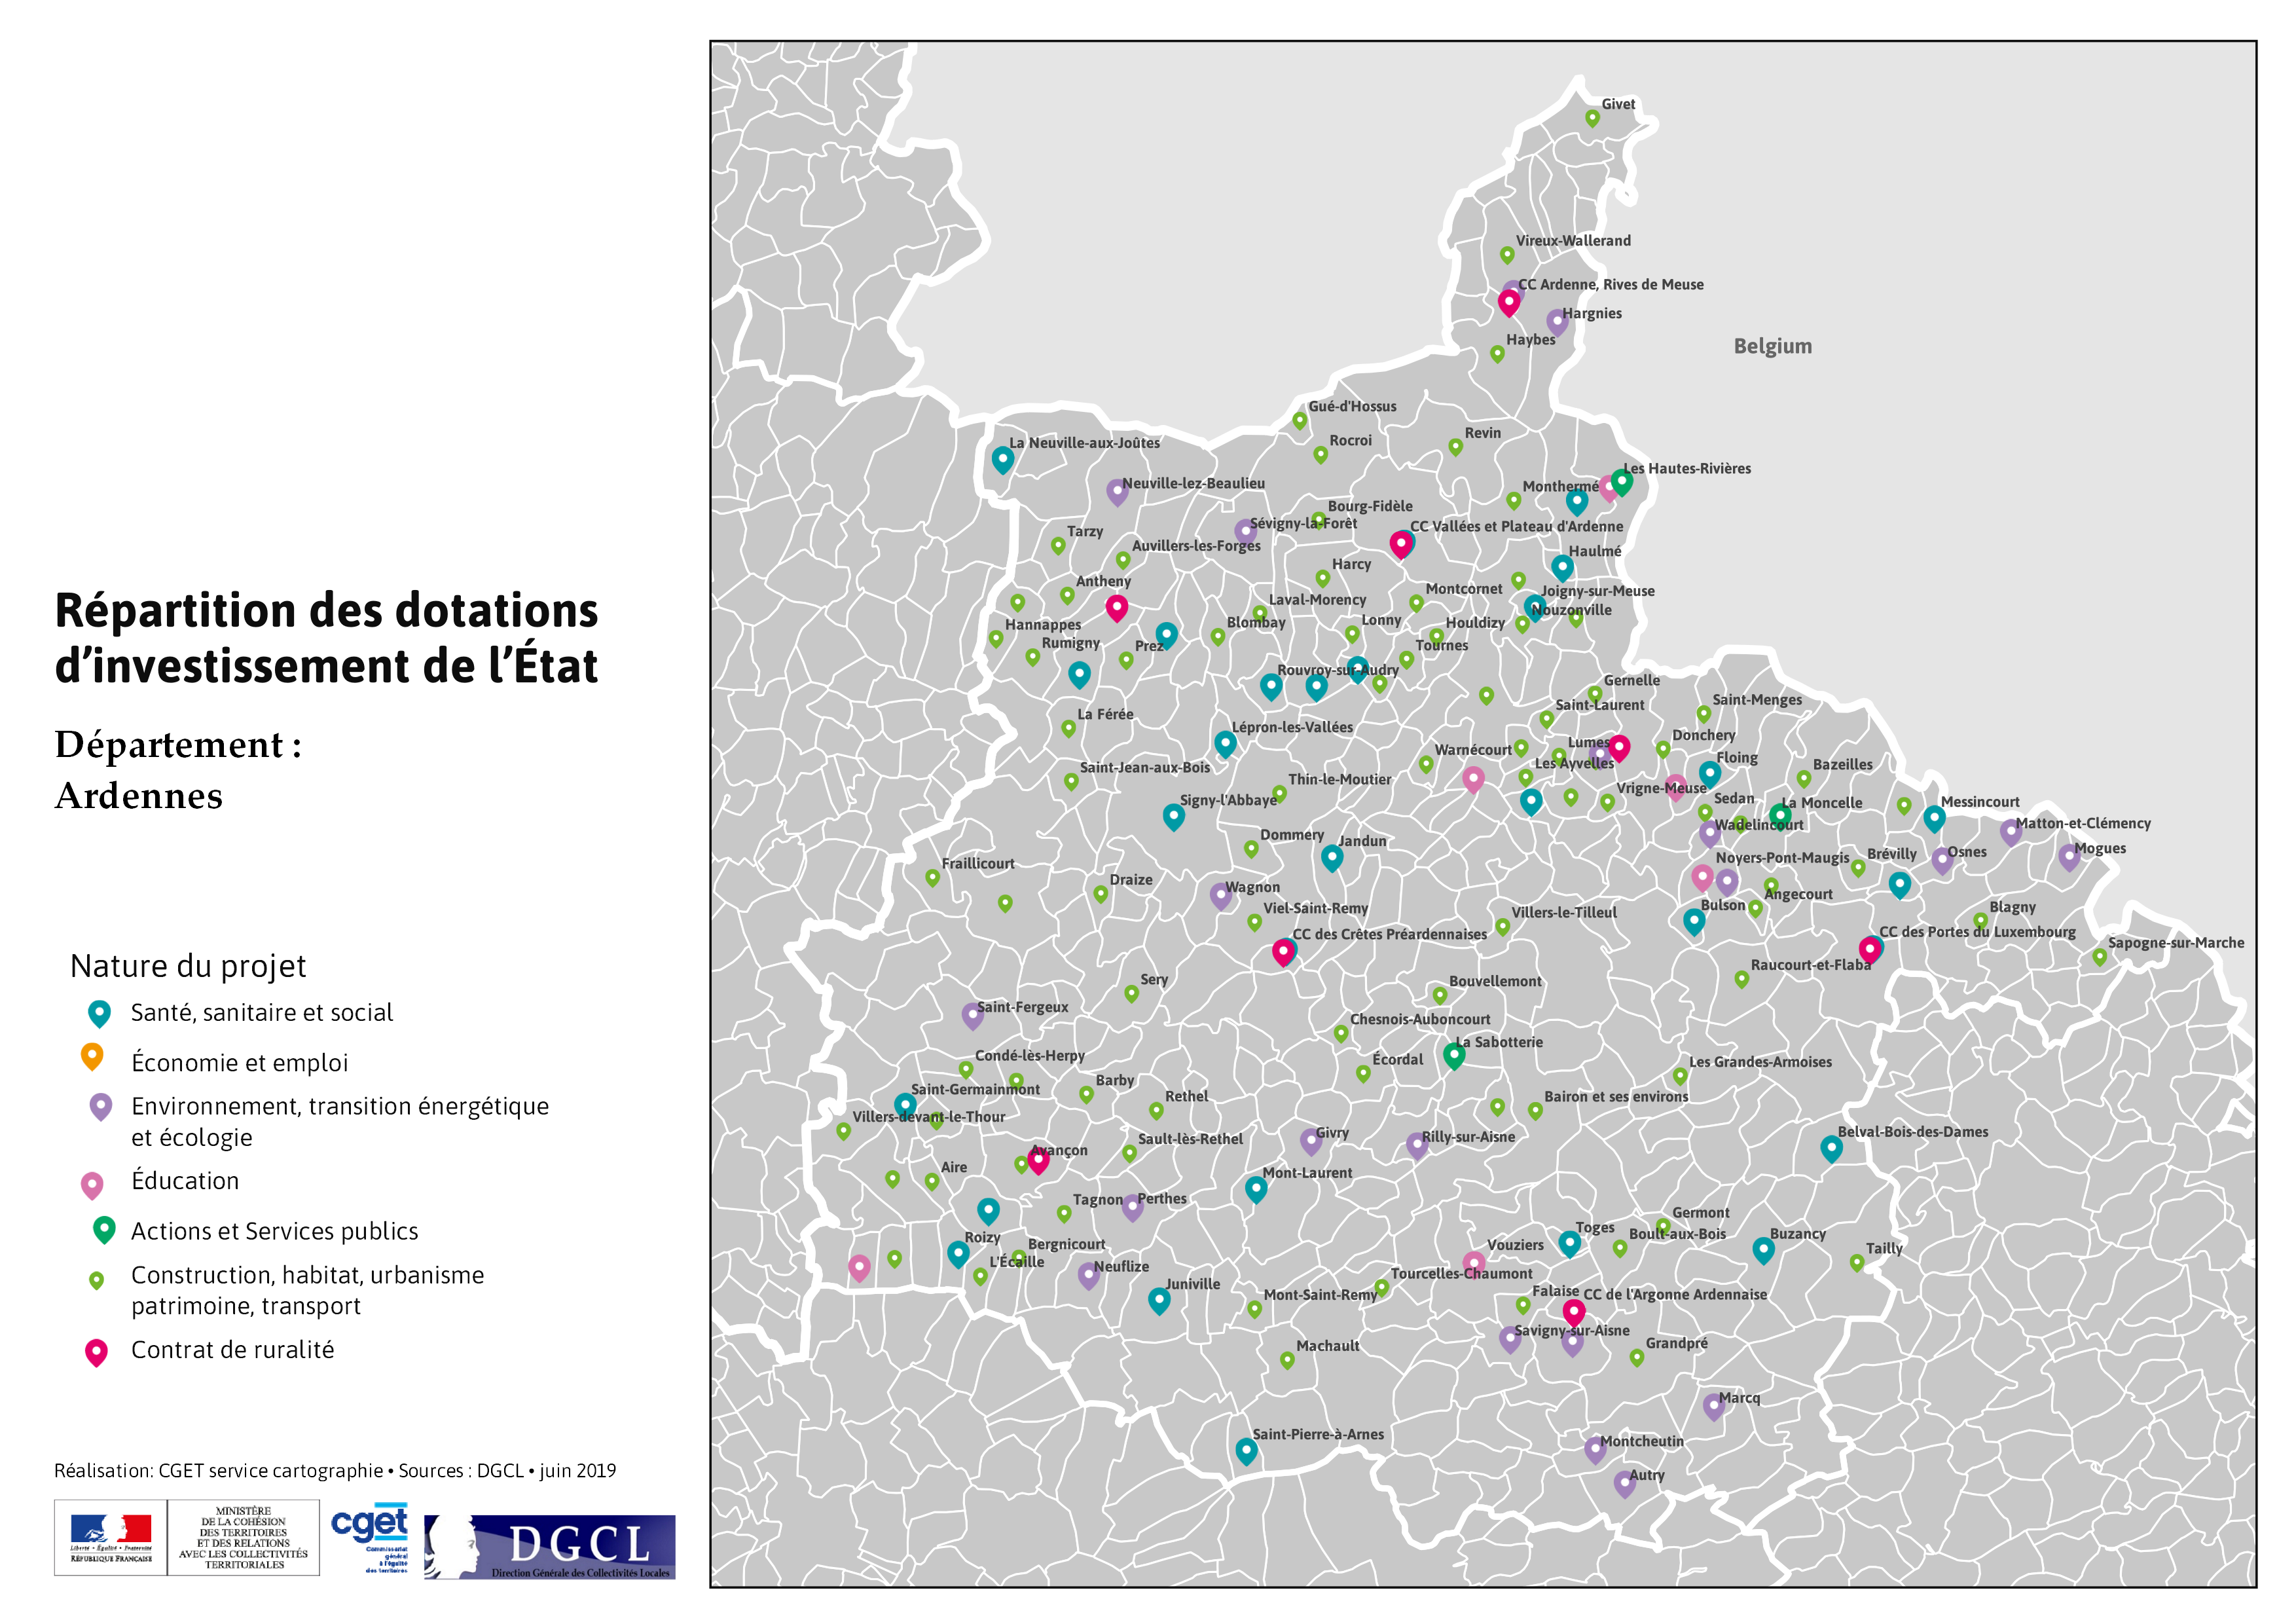 Répartition des dotations
d'investissement de l'État
Département :
Ardennes
Nature du projet
Santé, sanitaire et social
Économie et emploi
Environnement, transition énergétique
et écologie
Éducation
Actions et Services publics
Construction, habitat, urbanisme
patrimoine, transport
Contrat de ruralité
Réalisation: CGET service cartographie • Sources : DGCL • juin 2019
Liberté • Égalité • Fraternité
RÉPUBLIQUE FRANÇAISE
MINISTÈRE
DE LA COHÉSION
DES TERRITOIRES
ET DES RELATIONS
AVEC LES COLLECTIVITÉS
TERRITORIALES
cget
Commissariat
général
à l'égalité
des territoires
DGCL
Direction Générale des Collectivités Locales
Givet
Vireux-Wallerand
CC Ardenne, Rives de Meuse
Hargnies
Haybes
Belgium
Gué-d'Hossus
Rocroi
Revin
La Neuville-aux-Joûtes
Les Hautes-Rivières
Neuville-lez-Beaulieu
Monthermé
Bourg-Fidèle
Sévigny-la-Forêt
CC Vallées et Plateau d'Ardenne
Tarzy
Auvillers-les-Forges
Haulmé
Harcy
Antheny
Montcornet
Joigny-sur-Meuse
Laval-Morency
Nouzonville
Hannappes
Blombay
Lonny
Houldizy
Rumigny
Prez
Tournes
Rouvroy-sur-Audry
Gernelle
Saint-Menges
Saint-Laurent
La Férée
Lépron-les-Vallées
Donchery
Lumes
Warnécourt
Floing
Les Ayvelles
Bazeilles
Saint-Jean-aux-Bois
Thin-le-Moutier
Vrigne-Meuse
Signy-l'Abbaye
Sedan
La Moncelle
Messincourt
Wadelincourt
Matton-et-Clémency
Dommery
Jandun
Mogues
Noyers-Pont-Maugis
Brévilly
Osnes
Fraillicourt
Draize
Wagnon
Angecourt
Viel-Saint-Remy
Villers-le-Tilleul
Bulson
Blagny
CC des Crêtes Préardennaises
CC des Portes du Luxembourg
Sapogne-sur-Marche
Raucourt-et-Flaba
Sery
Bouvellemont
Saint-Fergeux
Chesnois-Auboncourt
La Sabotterie
Condé-lès-Herpy
Écordal
Les Grandes-Armoises
Barby
Saint-Germainmont
Rethel
Bairon et ses environs
Villers-devant-le-Thour
Givry
Rilly-sur-Aisne
Belval-Bois-des-Dames
Sault-lès-Rethel
Avançon
Aire
Mont-Laurent
Tagnon
Perthes
Germont
Toges
Boult-aux-Bois
Buzancy
Roizy
Bergnicourt
Vouziers
Tailly
L'Écaille
Neuflize
Tourcelles-Chaumont
Juniville
Mont-Saint-Remy
Falaise
CC de l'Argonne Ardennaise
Savigny-sur-Aisne
Grandpré
Machault
Marcq
Saint-Pierre-à-Arnes
Montcheutin
Autry